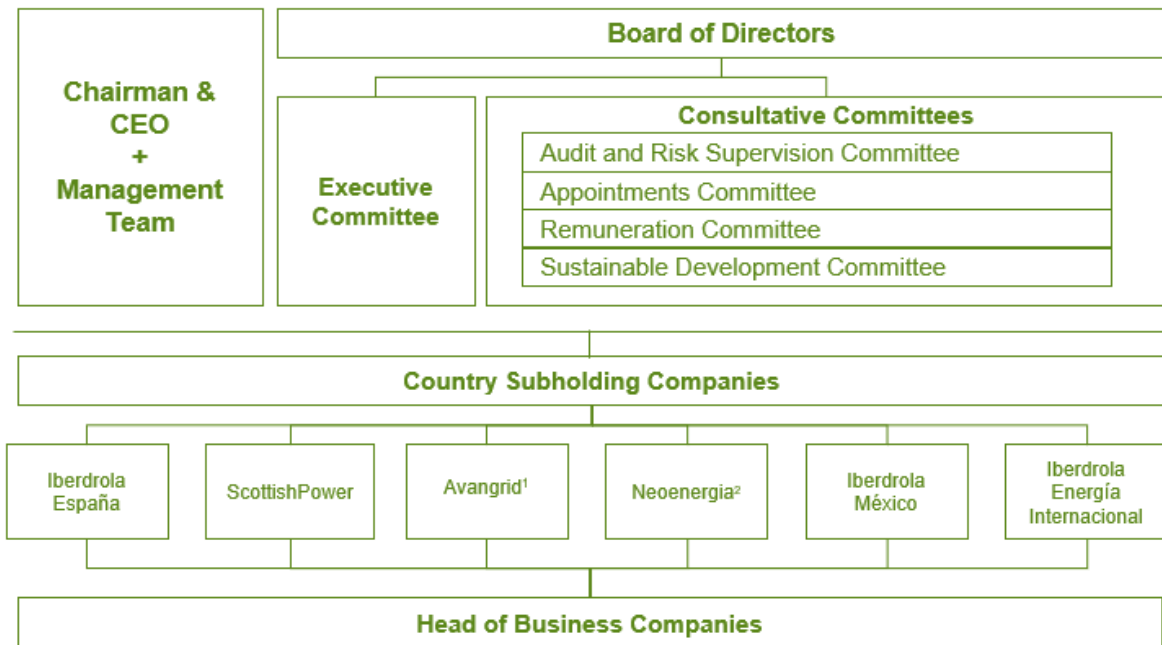 Chairman &
CEO
+
Management
Team
Board of Directors
Executive
Committee
Consultative Committees
Audit and Risk Supervision Committee
Appointments Committee
Remuneration Committee
Sustainable Development Committee
Country Subholding Companies
Iberdrola
España
ScottishPower
Avangrid¹
Neoenergia²
Iberdrola
México
Iberdrola
Energía
Internacional
Head of Business Companies